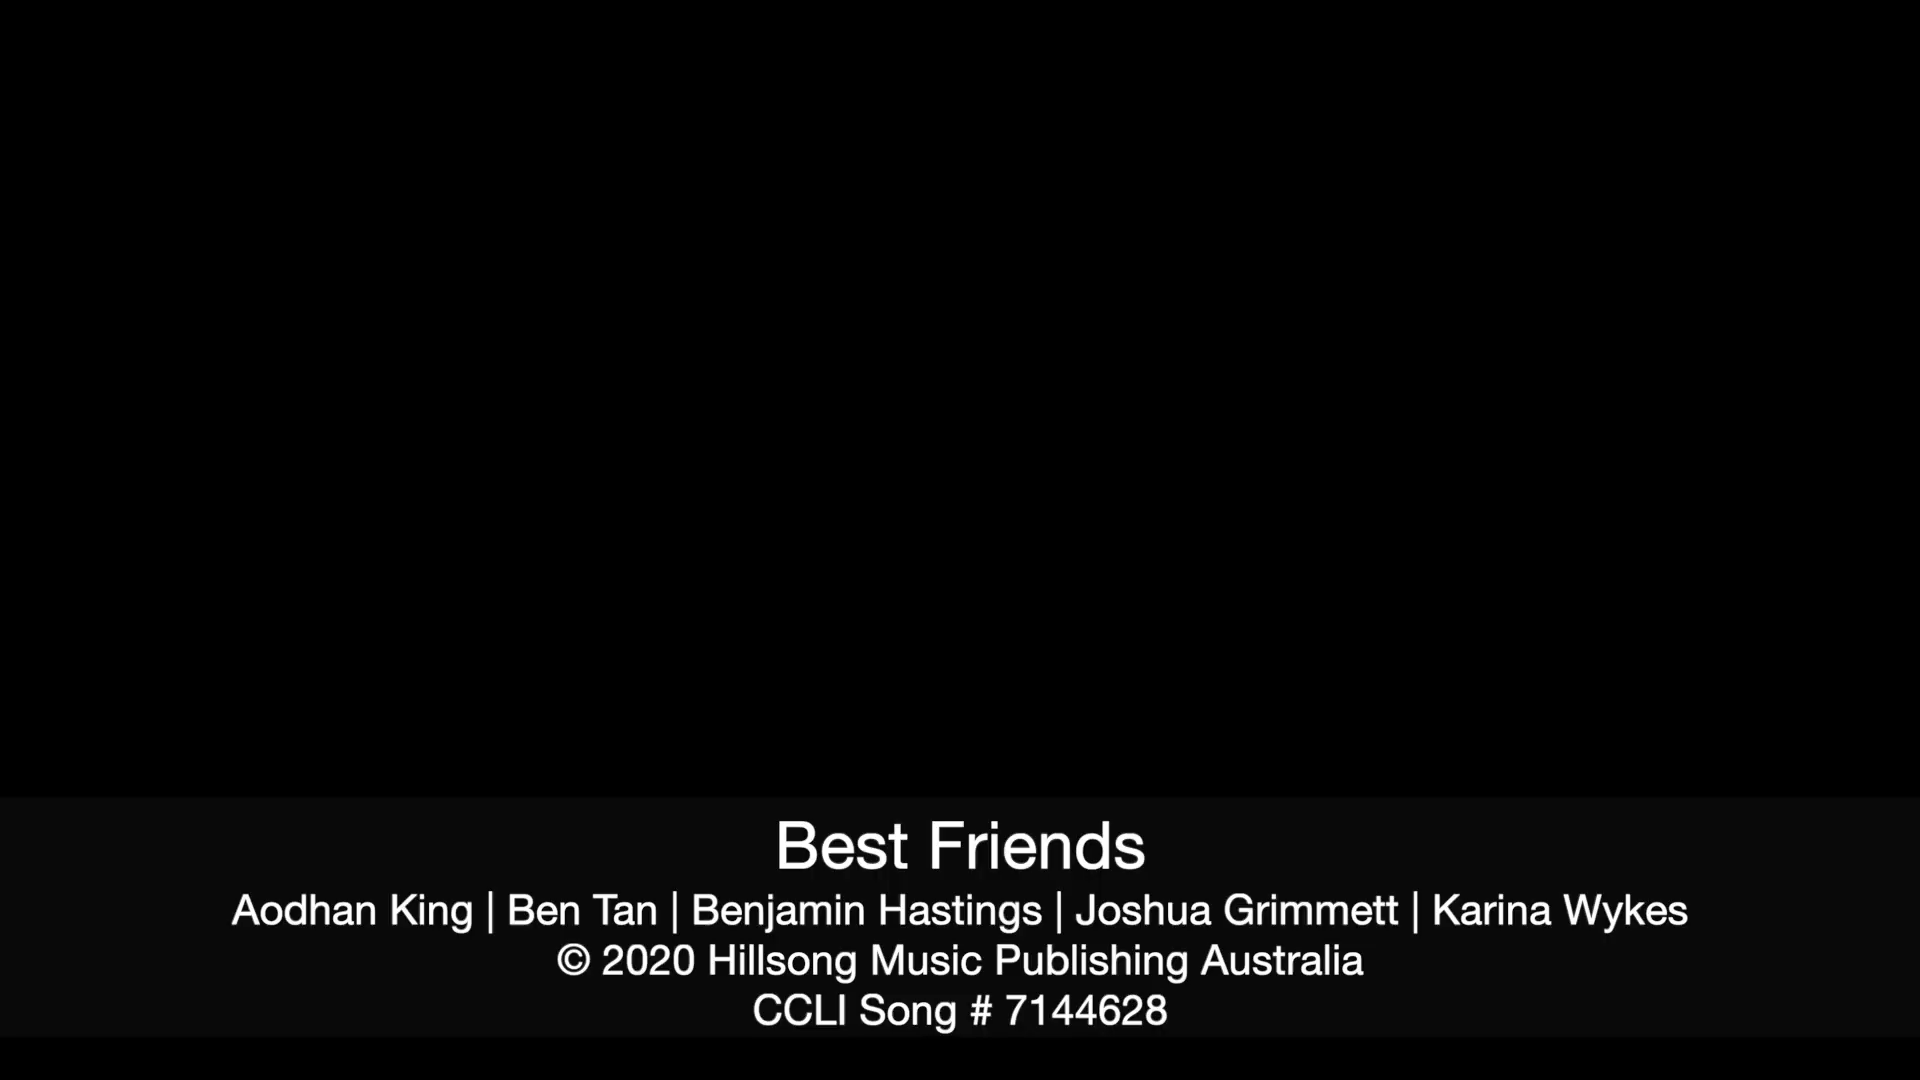 Best Friends
Aodhan King | Ben Tan | Benjamin Hastings | Joshua Grimmett | Karina Wykes
© 2020 Hillsong Music Publishing Australia
CCLI Song # 7144628